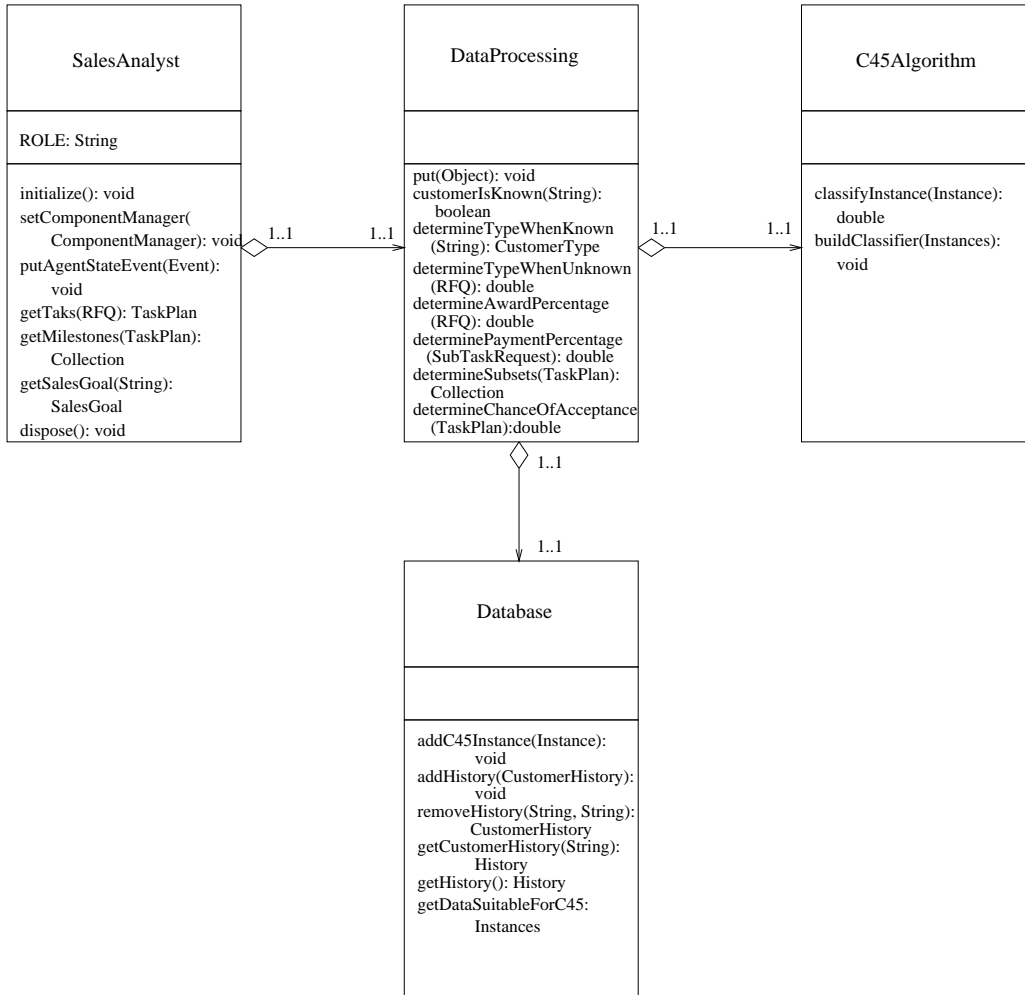 SalesAnalyst
ROLE: String
initialize(): void
setComponentManager(
ComponentManager): void
putAgentStateEvent(Event):
void
getTaks(RFQ): TaskPlan
getMilestones(TaskPlan):
Collection
getSalesGoal(String):
SalesGoal
dispose(): void
1..1
1..1
DataProcessing
put(Object): void
customerIsKnown(String):
boolean
determineTypeWhenKnown
(String): CustomerType
determineTypeWhenUnknown
(RFQ): double
determineAwardPercentage
(RFQ): double
determinePaymentPercentage
(SubTaskRequest): double
determineSubsets(TaskPlan):
Collection
determineChanceOfAcceptance
(TaskPlan):double
1..1
1..1
C45Algorithm
classifyInstance(Instance):
double
buildClassifier(Instances):
void
1..1
1..1
Database
addC45Instance(Instance):
void
addHistory(CustomerHistory):
void
removeHistory(String, String):
CustomerHistory
getCustomerHistory(String):
History
getHistory(): History
getDataSuitableForC45:
Instances